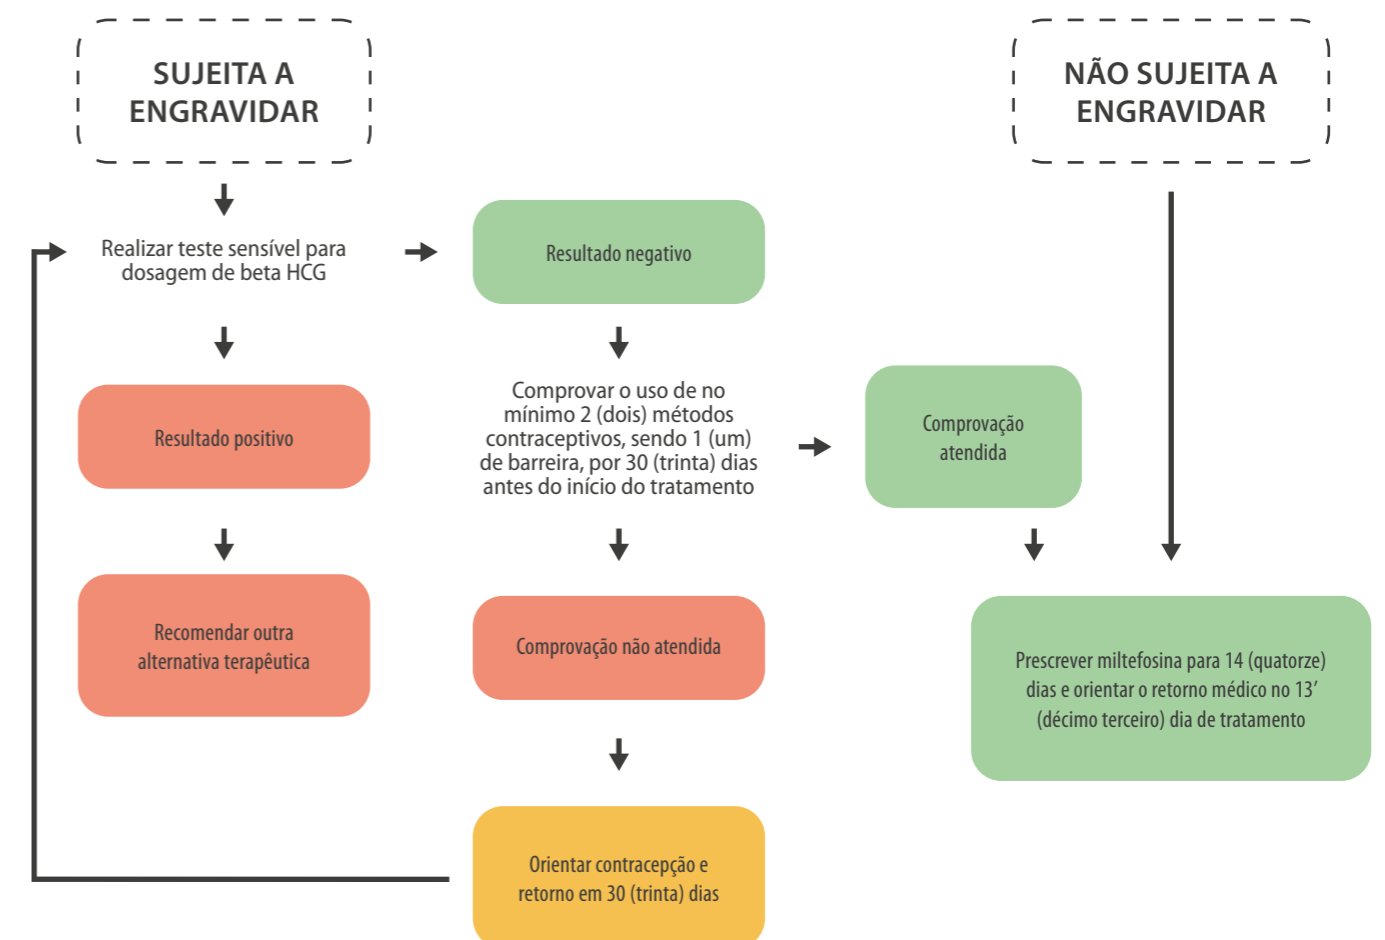 SUJEITA A
ENGRAVIDAR
NÃO SUJEITA A
ENGRAVIDAR
Realizar teste sensível para
dosagem de beta HCG
Resultado negativo
Resultado positivo
Comprovar o uso de no
mínimo 2 (dois) métodos
contraceptivos, sendo 1 (um)
de barreira, por 30 (trinta) dias
antes do início do tratamento
Comprovação
atendida
Recomendar outra
alternativa terapêutica
Comprovação não atendida
Prescrever miltefosina para 14 (quatorze)
dias e orientar o retorno médico no 13’
(décimo terceiro) dia de tratamento
Orientar contracepção e
retorno em 30 (trinta) dias